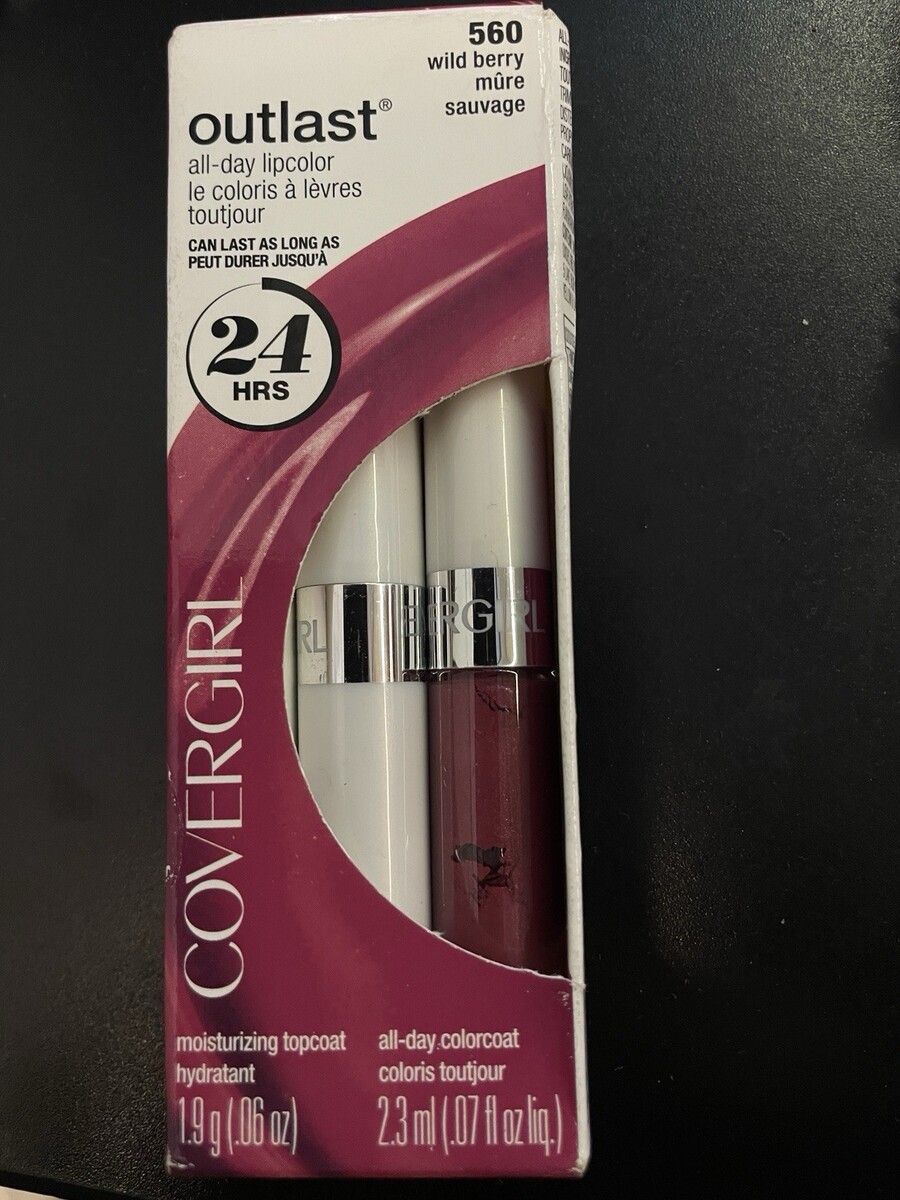 560
wild berry
mûre
sauvage
outlast®
all-day lipcolor
le coloris à lèvres
toutjour
CAN LAST AS LONG AS
PEUT DURER JUSQU'À
24
HRS
COVERGIRL
RL
ERGIRL
moisturizing topcoat
hydratant
1.9 g (.06 oz)
all-day colorcoat
coloris toutjour
2.3 ml (.07 fl oz liq.)